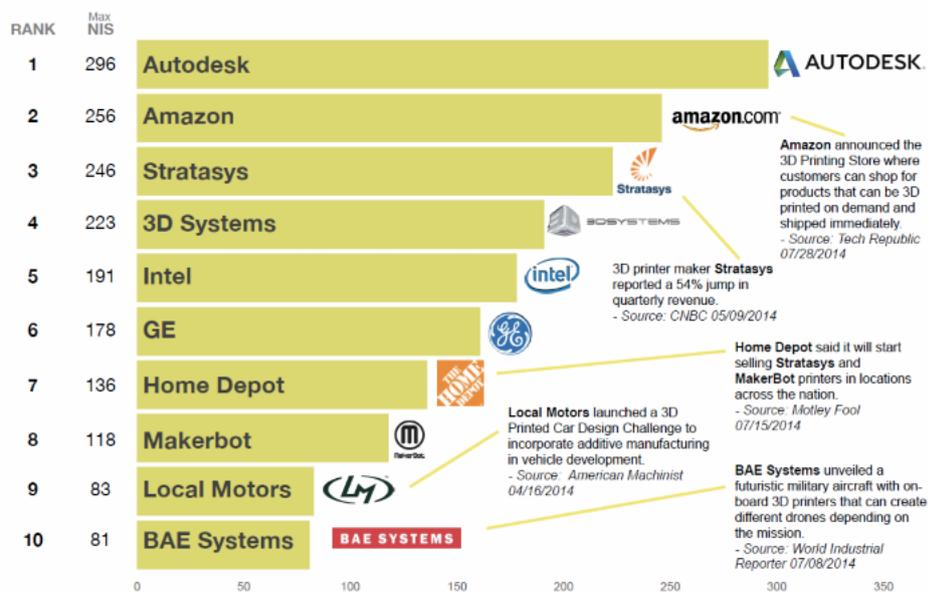 RANK Max NIS
1 296 Autodesk AUTODESK.
2 256 Amazon amazon.com
3 246 Stratasys Stratasys
4 223 3D Systems 3DSYSTEMS
5 191 Intel intel
6 178 GE GE
7 136 Home Depot THE HOME DEPOT
8 118 Makerbot M MakerBot.
9 83 Local Motors LM
10 81 BAE Systems BAE SYSTEMS
Amazon announced the
3D Printing Store where
customers can shop for
products that can be 3D
printed on demand and
shipped immediately.
- Source: Tech Republic
07/28/2014
3D printer maker Stratasys
reported a 54% jump in
quarterly revenue.
- Source: CNBC 05/09/2014
Home Depot said it will start
selling Stratasys and
MakerBot printers in locations
across the nation.
- Source: Motley Fool
07/15/2014
Local Motors launched a 3D
Printed Car Design Challenge to
incorporate additive manufacturing
in vehicle development.
- Source: American Machinist
04/16/2014
BAE Systems unveiled a
futuristic military aircraft with on-
board 3D printers that can create
different drones depending on
the mission.
- Source: World Industrial
Reporter 07/08/2014
0 50 100 150 200 250 300 350